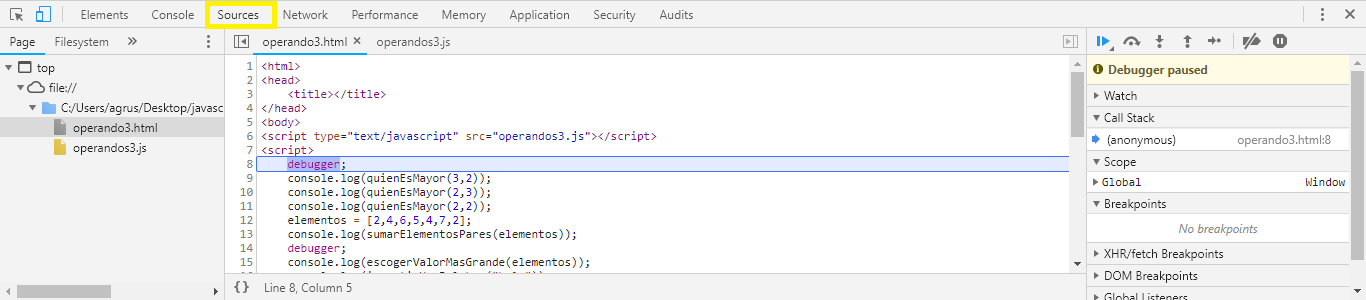 Elements Console Sources Network Performance Memory Application Security Audits
Page Filesystem
top
file://
C:/Users/agrus/Desktop/javasc
operando3.html
operandos3.js
operando3.html operandos3.js
1 <html>
2 <head>
3 <title></title>
4 </head>
5 <body>
6 <script type="text/javascript" src="operandos3.js"></script>
7 <script>
8 debugger;
9 console.log(quienEsMayor(3,2));
10 console.log(quienEsMayor(2,3));
11 console.log(quienEsMayor(2,2));
12 elementos = [2,4,6,5,4,7,2];
13 console.log(sumarElementosPares(elementos));
14 debugger;
15 console.log(escogerValorMasGrande(elementos));
{} Line 8, Column 5
Debugger paused
Watch
Call Stack
(anonymous) operando3.html:8
Scope
Global Window
Breakpoints
No breakpoints
XHR/fetch Breakpoints
DOM Breakpoints
Global Listeners